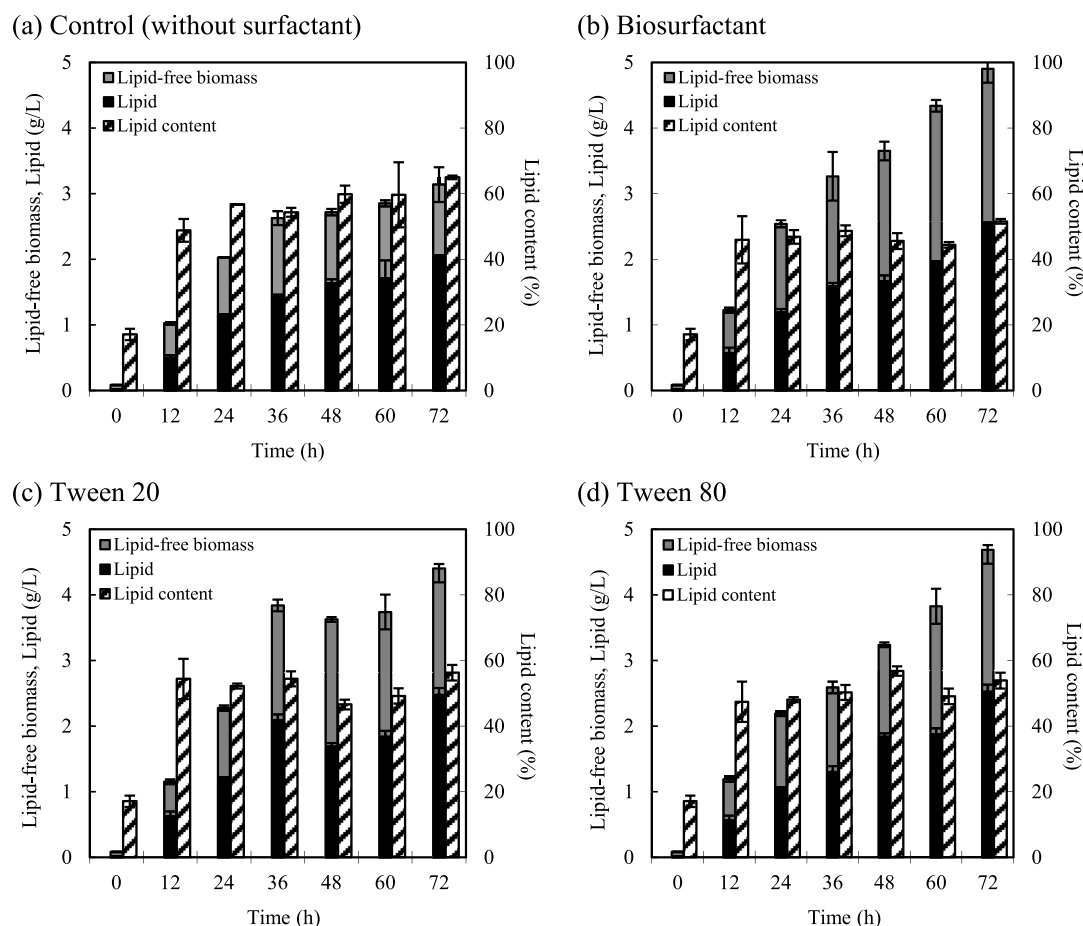 (a) Control (without surfactant)
Lipid-free biomass, Lipid (g/L)
5
4
3
2
1
0
Lipid-free biomass
Lipid
Lipid content
100
80
60
40
20
0
Lipid content (%)
0 12 24 36 48 60 72
Time (h)
(b) Biosurfactant
Lipid-free biomass, Lipid (g/L)
5
4
3
2
1
0
Lipid-free biomass
Lipid
Lipid content
100
80
60
40
20
0
Lipid content (%)
0 12 24 36 48 60 72
Time (h)
(c) Tween 20
Lipid-free biomass, Lipid (g/L)
5
4
3
2
1
0
Lipid-free biomass
Lipid
Lipid content
100
80
60
40
20
0
Lipid content (%)
0 12 24 36 48 60 72
Time (h)
(d) Tween 80
Lipid-free biomass, Lipid (g/L)
5
4
3
2
1
0
Lipid-free biomass
Lipid
Lipid content
100
80
60
40
20
0
Lipid content (%)
0 12 24 36 48 60 72
Time (h)